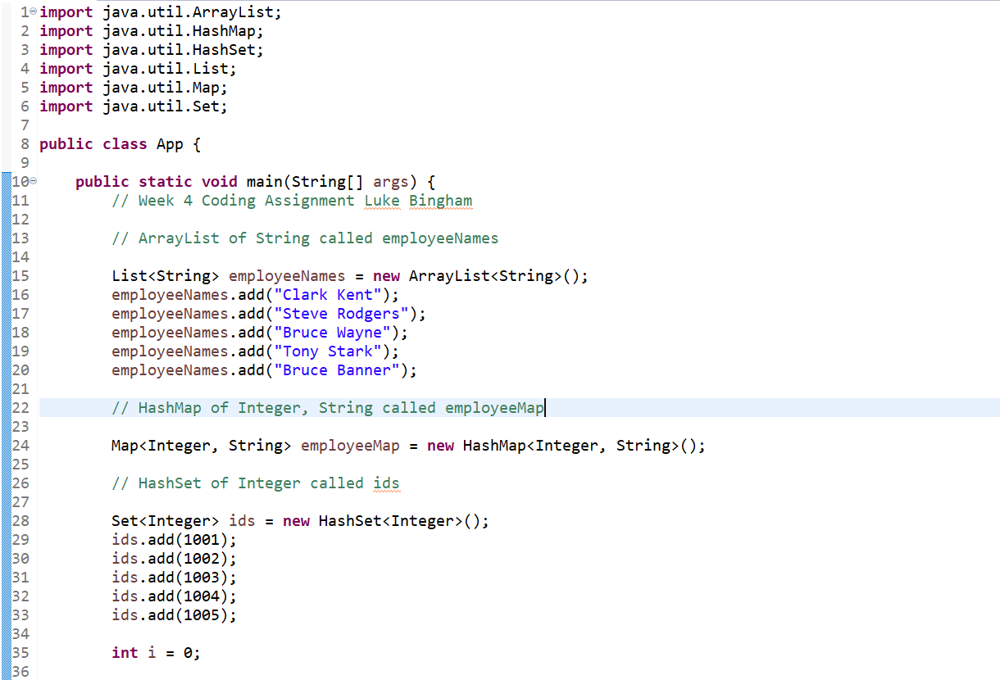 1 import java.util.ArrayList;
2 import java.util.HashMap;
3 import java.util.HashSet;
4 import java.util.List;
5 import java.util.Map;
6 import java.util.Set;
7
8 public class App {
9
10 public static void main(String[] args) {
11 // Week 4 Coding Assignment Luke Bingham
12
13 // ArrayList of String called employeeNames
14
15 List<String> employeeNames = new ArrayList<String>();
16 employeeNames.add("Clark Kent");
17 employeeNames.add("Steve Rodgers");
18 employeeNames.add("Bruce Wayne");
19 employeeNames.add("Tony Stark");
20 employeeNames.add("Bruce Banner");
21
22 // HashMap of Integer, String called employeeMap
23
24 Map<Integer, String> employeeMap = new HashMap<Integer, String>();
25
26 // HashSet of Integer called ids
27
28 Set<Integer> ids = new HashSet<Integer>();
29 ids.add(1001);
30 ids.add(1002);
31 ids.add(1003);
32 ids.add(1004);
33 ids.add(1005);
34
35 int i = 0;
36